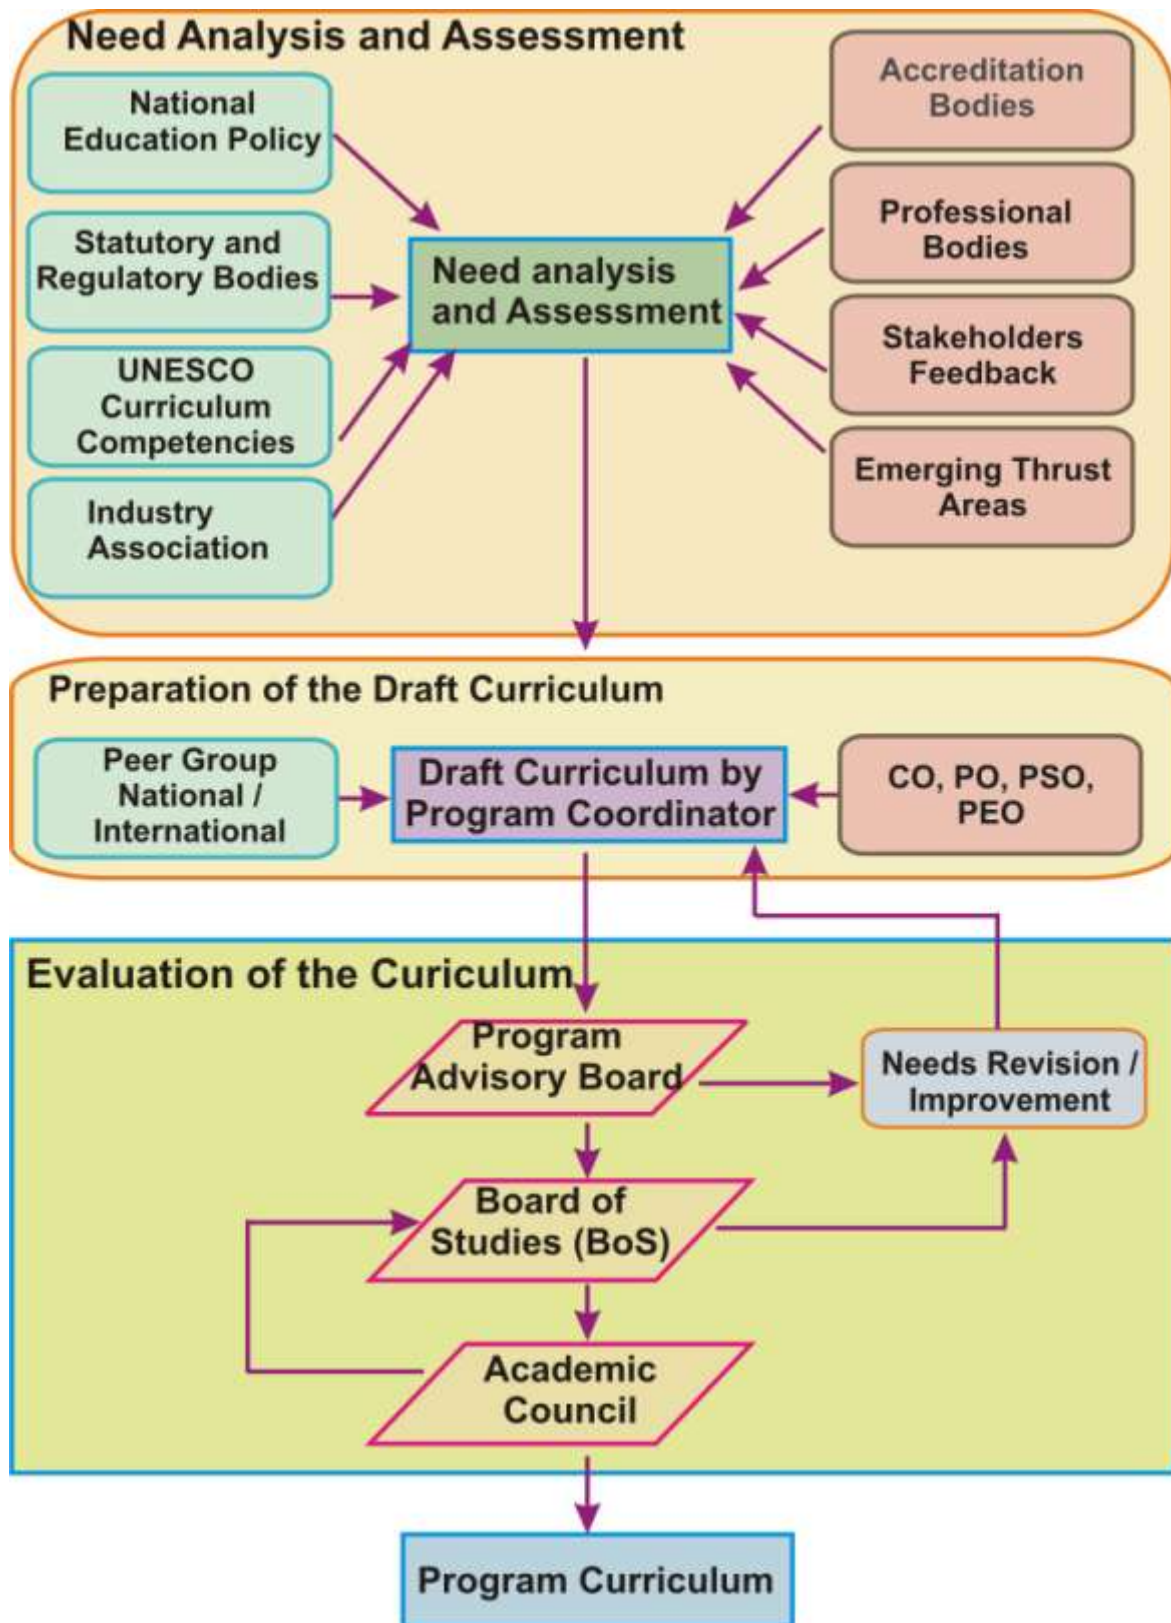 Need Analysis and Assessment
National
Education Policy
Statutory and
Regulatory Bodies
UNESCO
Curriculum
Competencies
Industry
Association
Need analysis
and Assessment
Accreditation
Bodies
Professional
Bodies
Stakeholders
Feedback
Emerging Thrust
Areas
Preparation of the Draft Curriculum
Peer Group
National /
International
Draft Curriculum by
Program Coordinator
CO, PO, PSO,
PEO
Evaluation of the Curiculum
Program
Advisory Board
Needs Revision /
Improvement
Board of
Studies (BoS)
Academic
Council
Program Curriculum